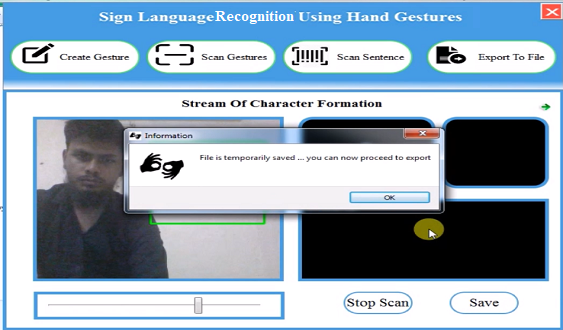 Sign LanguageRecognition Using Hand Gestures
Create Gesture
Scan Gestures
Scan Sentence
Export To File
Stream Of Character Formation
Information
File is temporarily saved ... you can now proceed to export
OK
Stop Scan
Save